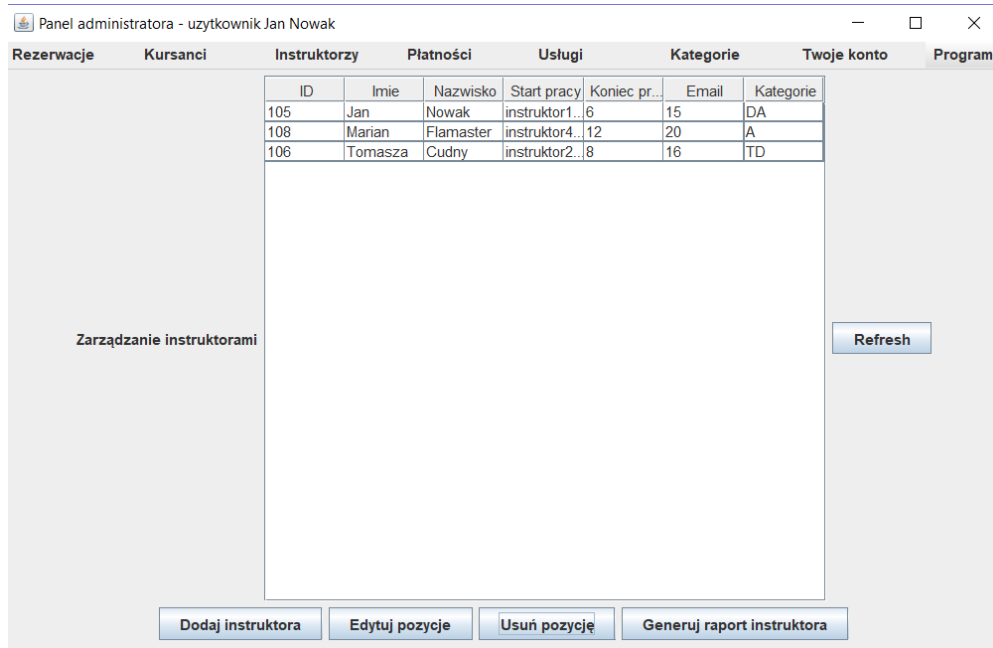 Panel administratora - uzytkownik Jan Nowak
Rezerwacje Kursanci Instruktorzy Płatności Usługi Kategorie Twoje konto Program
ID Imie Nazwisko Start pracy Koniec pr... Email Kategorie
105 Jan Nowak instruktor1... 6 15 DA
108 Marian Flamaster instruktor4... 12 20 A
106 Tomasza Cudny instruktor2... 8 16 TD
Zarządzanie instruktorami
Refresh
Dodaj instruktora Edytuj pozycje Usuń pozycję Generuj raport instruktora